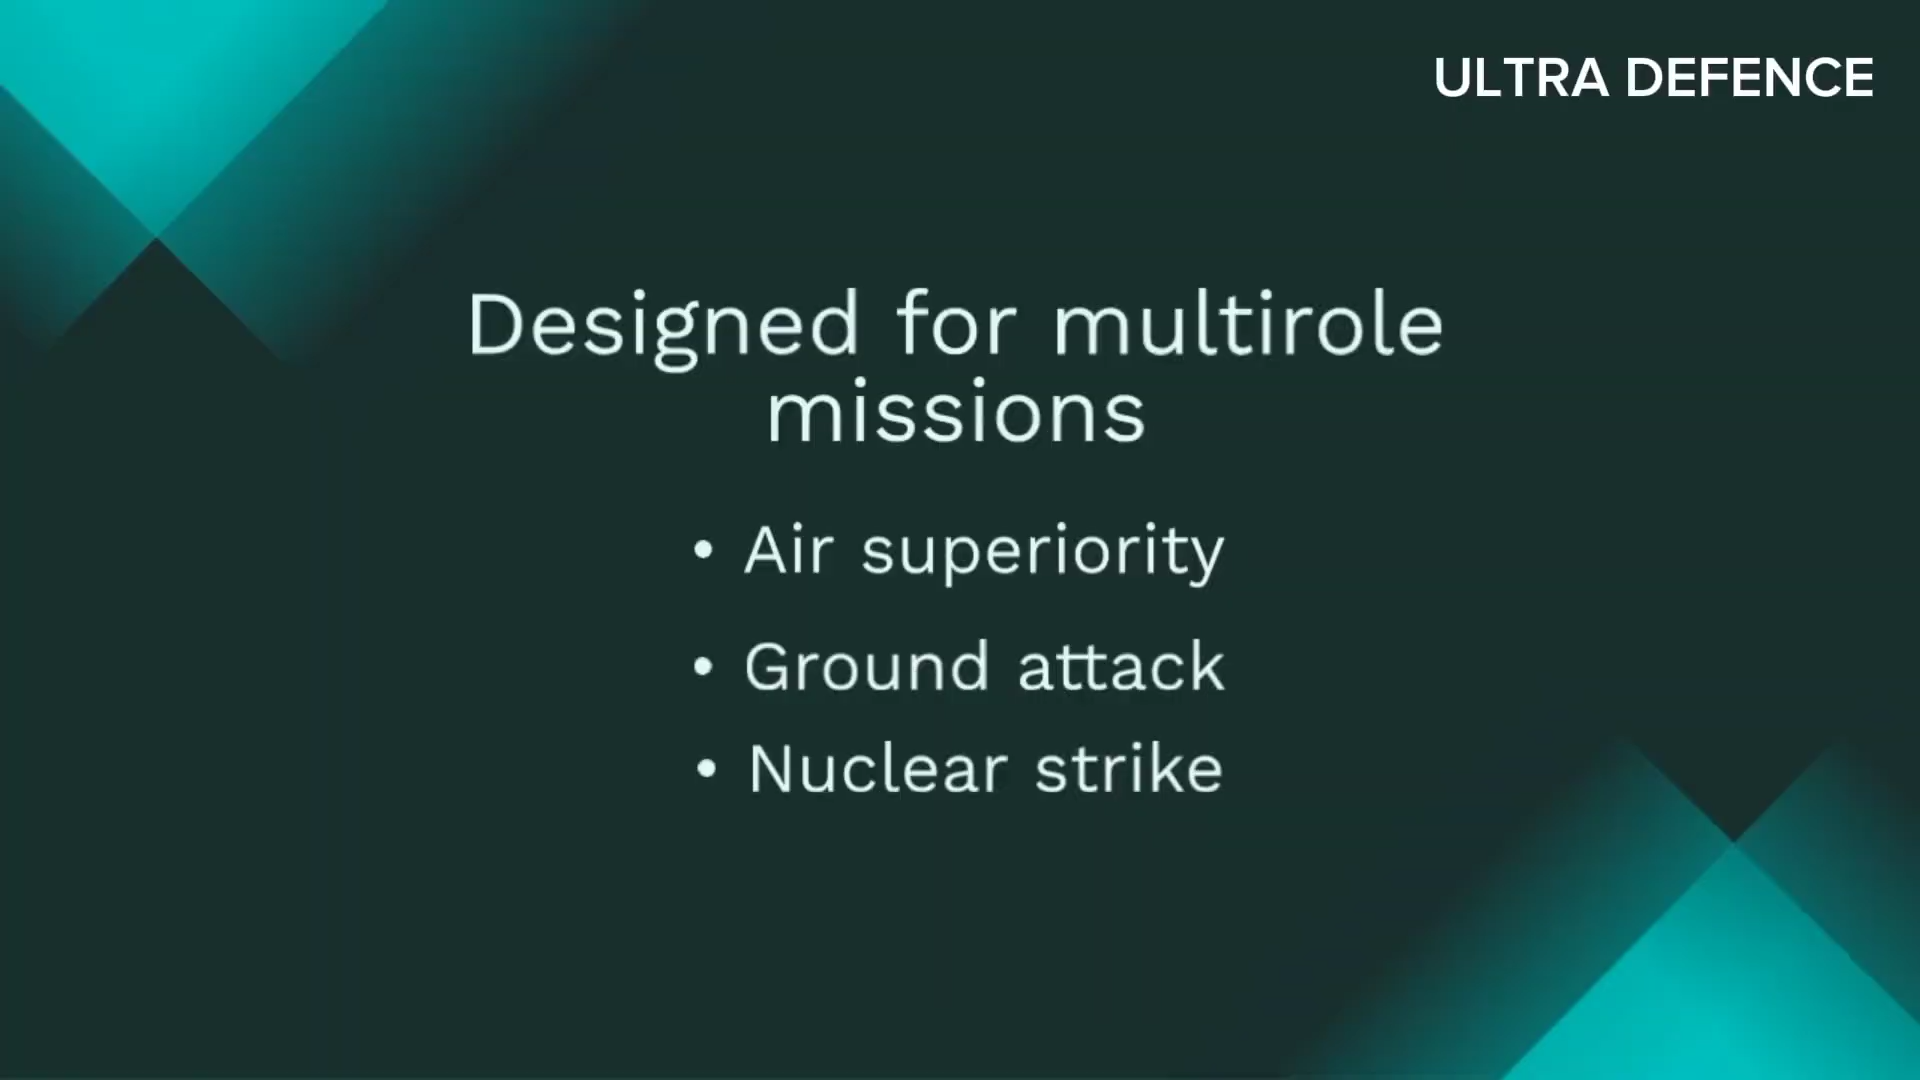 ULTRA DEFENCE
Designed for multirole
missions
• Air superiority
• Ground attack
• Nuclear strike